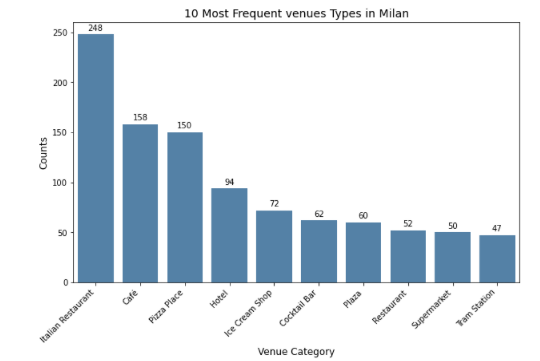 10 Most Frequent venues Types in Milan
Counts
250
200
150
100
50
0
248
158
150
94
72
62
60
52
50
47
Italian Restaurant
Café
Pizza Place
Hotel
Ice Cream Shop
Cocktail Bar
Plaza
Restaurant
Supermarket
Tram Station
Venue Category